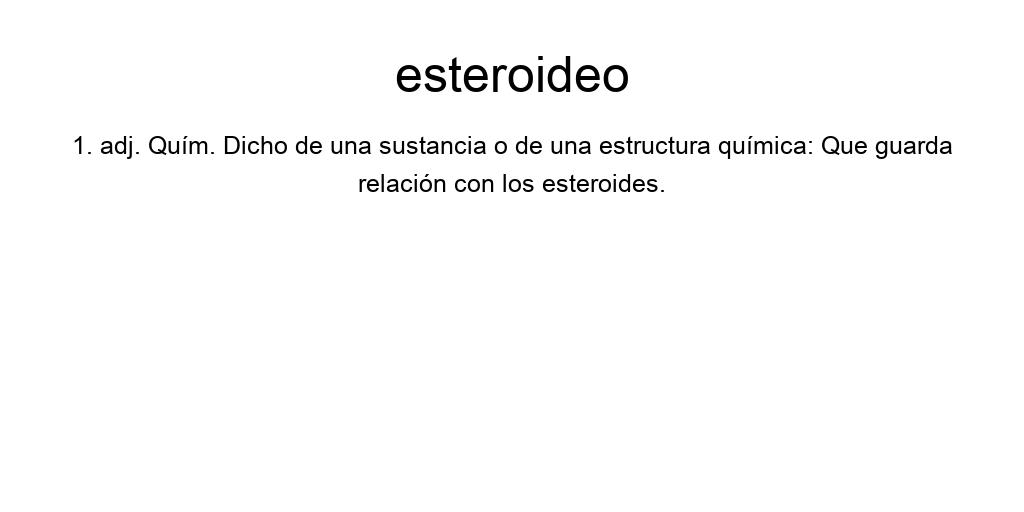 esteroideo
1. adj. Quím. Dicho de una sustancia o de una estructura química: Que guarda
relación con los esteroides.